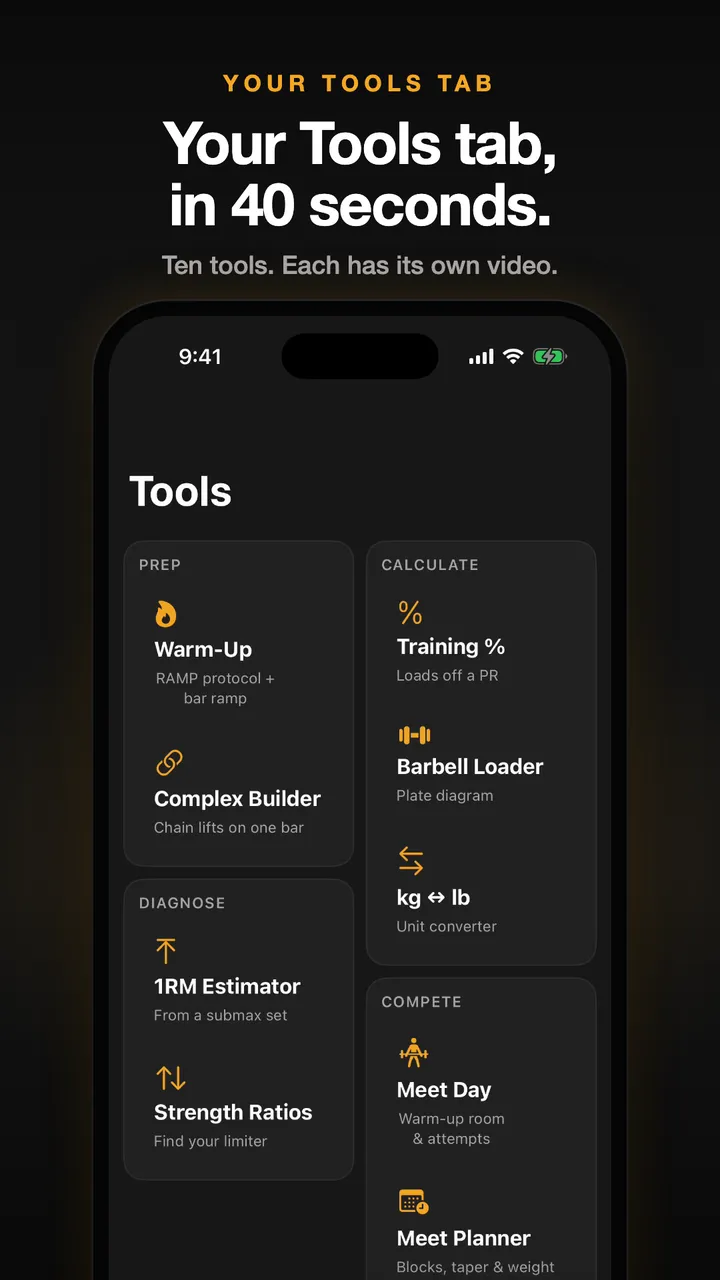 YOUR TOOLS TAB
Your Tools tab,
in 40 seconds.
Ten tools. Each has its own video.
9:41
Tools
PREP
Warm-Up
RAMP protocol +
bar ramp
Complex Builder
Chain lifts on one bar
DIAGNOSE
1RM Estimator
From a submax set
Strength Ratios
Find your limiter
CALCULATE
%
Training %
Loads off a PR
Barbell Loader
Plate diagram
kg ↔ lb
Unit converter
COMPETE
Meet Day
Warm-up room
& attempts
Meet Planner
Blocks, taper & weight